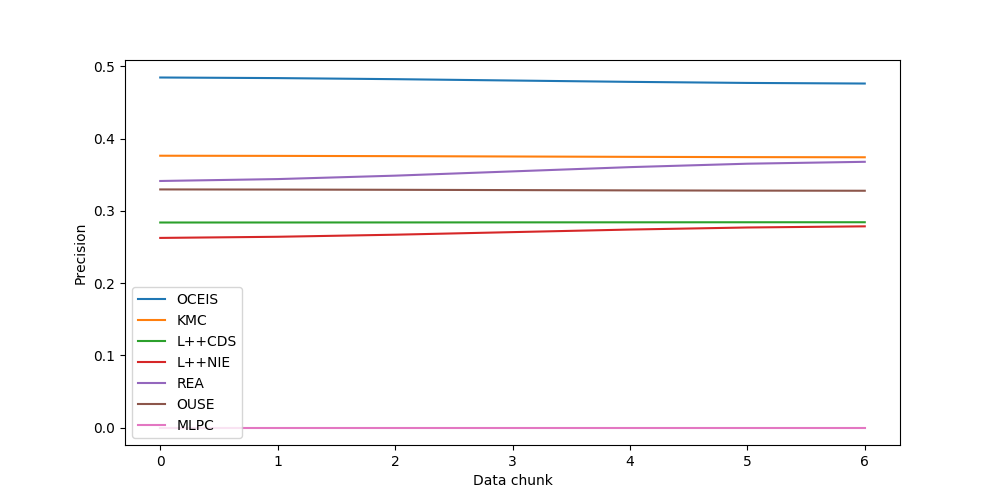 0.5
0.4
0.3
0.2
0.1
0.0
Precision
OCEIS
KMC
L++CDS
L++NIE
REA
OUSE
MLPC
0 1 2 3 4 5 6
Data chunk